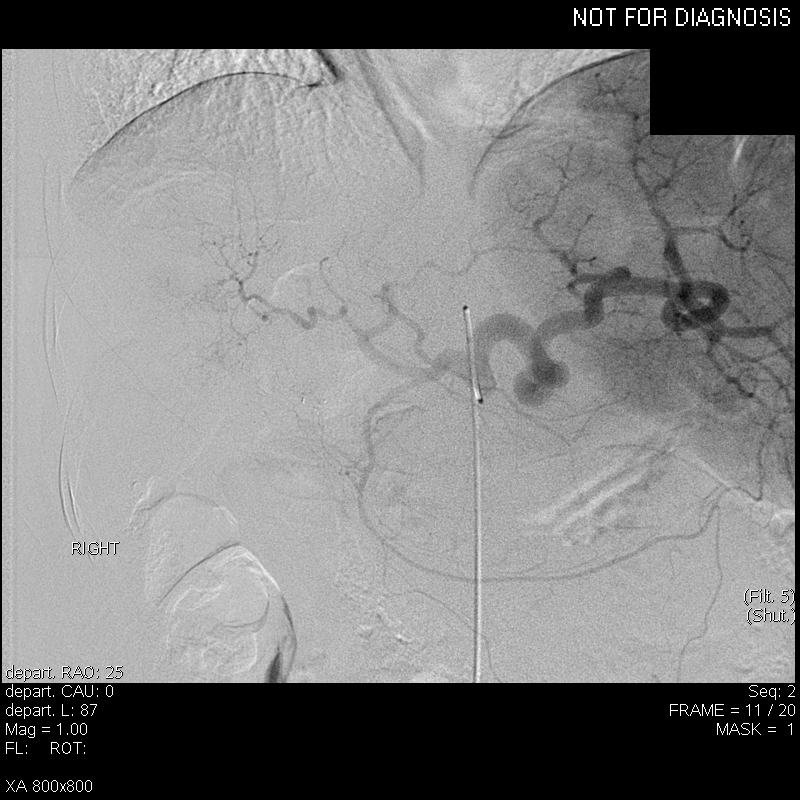 NOT FOR DIAGNOSIS
RIGHT
(Filt. 5)
(Shut.)
depart. RAO: 25
depart. CAU: 0
depart. L: 87
Mag = 1.00
FL: ROT:
XA 800x800
Seq: 2
FRAME = 11 / 20
MASK = 1